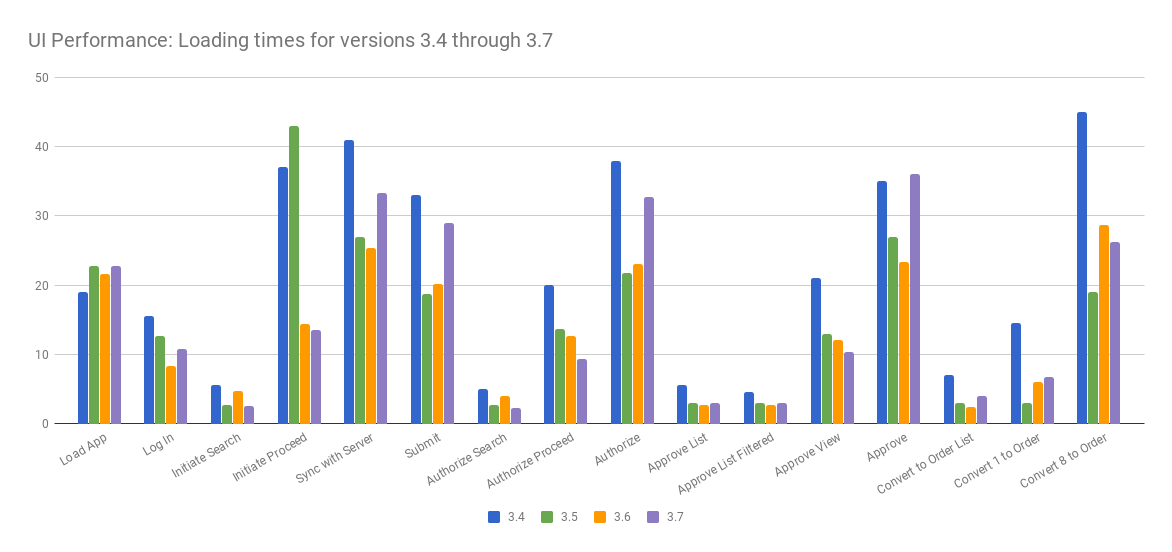 UI Performance: Loading times for versions 3.4 through 3.7
50
40
30
20
10
0
Load App
Log In
Initiate Search
Initiate Proceed
Sync with Server
Submit
Authorize Search
Authorize Proceed
Authorize
Approve List
Approve List Filtered
Approve View
Approve
Convert to Order List
Convert 1 to Order
Convert 8 to Order
3.4 3.5 3.6 3.7